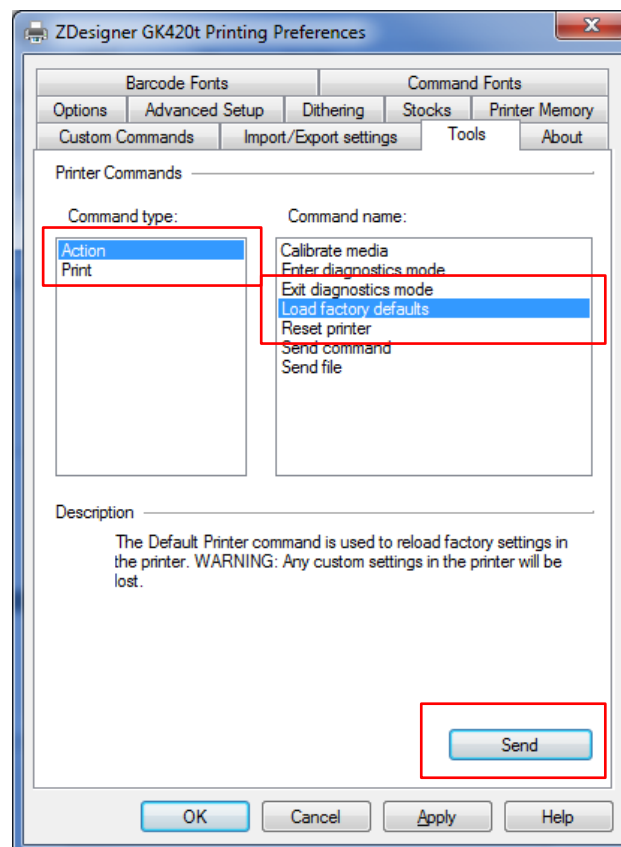 ZDesigner GK420t Printing Preferences
Barcode Fonts Command Fonts
Options Advanced Setup Dithering Stocks Printer Memory
Custom Commands Import/Export settings Tools About
Printer Commands
Command type: Command name:
Action
Print
Calibrate media
Enter diagnostics mode
Exit diagnostics mode
Load factory defaults
Reset printer
Send command
Send file
Description
The Default Printer command is used to reload factory settings in
the printer. WARNING: Any custom settings in the printer will be
lost.
Send
OK Cancel Apply Help